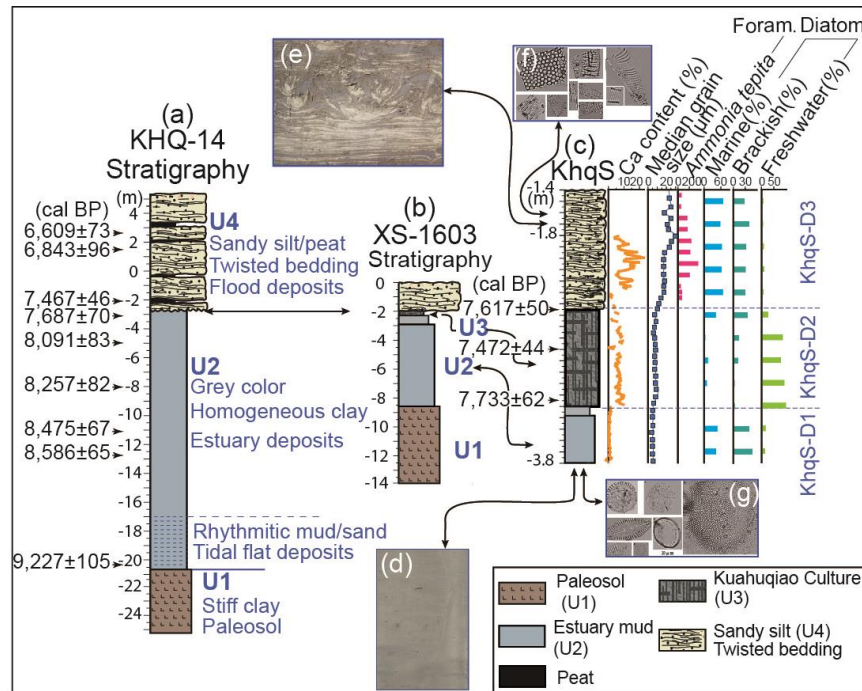 Foram. Diatom
Ca content (%)
Median grain
size (μm)
Ammonia tepita
Marine(%)
Brackish(%)
Freshwater(%)
(e)
(f)
(a)
KHQ-14
Stratigraphy
(m)
(cal BP)
4
2
0
-2
-4
-6
-8
-10
-12
-14
-16
-18
-20
-22
-24
6,609±73
6,843±96
7,467±46
7,687±70
8,091±83
8,257±82
8,475±67
8,586±65
9,227±105
U4
Sandy silt/peat
Twisted bedding
Flood deposits
U2
Grey color
Homogeneous clay
Estuary deposits
Rhythmitic mud/sand
Tidal flat deposits
U1
Stiff clay
Paleosol
(b)
XS-1603
Stratigraphy
(cal BP)
0
-2
-4
-6
-8
-10
-12
-14
U3
U2
U1
7,617±50
7,472±44
7,733±62
(c)
KhqS
(m)
-1.4
-1.8
-3.8
0 1020
0 20
0 200
0 60
0 30
0 50
KhqS-D3
KhqS-D2
KhqS-D1
(d)
(g)
Paleosol
(U1)
Estuary mud
(U2)
Peat
Kuahuqiao Culture
(U3)
Sandy silt (U4)
Twisted bedding